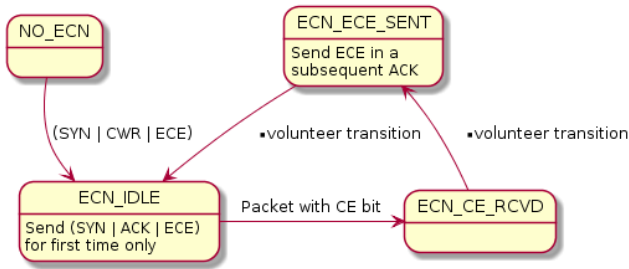 NO_ECN
ECN_ECE_SENT
Send ECE in a
subsequent ACK
(SYN | CWR | ECE)
▪volunteer transition
▪volunteer transition
ECN_IDLE
Send (SYN | ACK | ECE)
for first time only
Packet with CE bit
ECN_CE_RCVD